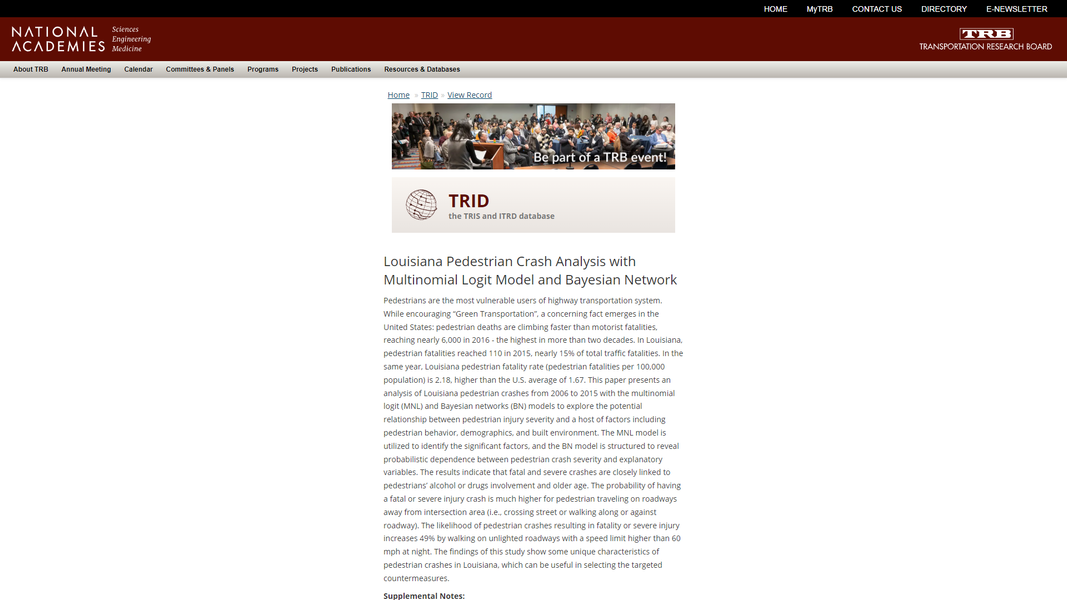 HOME MyTRB CONTACT US DIRECTORY E-NEWSLETTER
NATIONAL ACADEMIES
Sciences
Engineering
Medicine
TRB
TRANSPORTATION RESEARCH BOARD
About TRB Annual Meeting Calendar Committees & Panels Programs Projects Publications Resources & Databases
Home » TRID » View Record
Be part of a TRB event!
TRID
the TRIS and ITRD database
Louisiana Pedestrian Crash Analysis with
Multinomial Logit Model and Bayesian Network
Pedestrians are the most vulnerable users of highway transportation system.
While encouraging “Green Transportation”, a concerning fact emerges in the
United States: pedestrian deaths are climbing faster than motorist fatalities,
reaching nearly 6,000 in 2016 - the highest in more than two decades. In Louisiana,
pedestrian fatalities reached 110 in 2015, nearly 15% of total traffic fatalities. In the
same year, Louisiana pedestrian fatality rate (pedestrian fatalities per 100,000
population) is 2.18, higher than the U.S. average of 1.67. This paper presents an
analysis of Louisiana pedestrian crashes from 2006 to 2015 with the multinomial
logit (MNL) and Bayesian networks (BN) models to explore the potential
relationship between pedestrian injury severity and a host of factors including
pedestrian behavior, demographics, and built environment. The MNL model is
utilized to identify the significant factors, and the BN model is structured to reveal
probabilistic dependence between pedestrian crash severity and explanatory
variables. The results indicate that fatal and severe crashes are closely linked to
pedestrians’ alcohol or drugs involvement and older age. The probability of having
a fatal or severe injury crash is much higher for pedestrian traveling on roadways
away from intersection area (i.e., crossing street or walking along or against
roadway). The likelihood of pedestrian crashes resulting in fatality or severe injury
increases 49% by walking on unlighted roadways with a speed limit higher than 60
mph at night. The findings of this study show some unique characteristics of
pedestrian crashes in Louisiana, which can be useful in selecting the targeted
countermeasures.
Supplemental Notes: